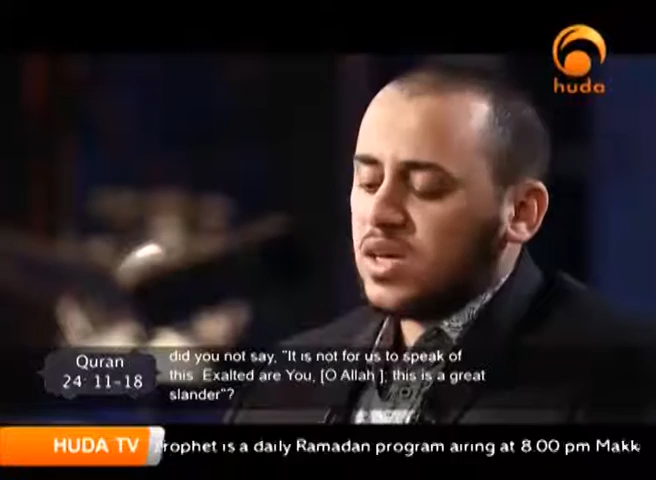 huda
did you not say, "It is not for us to speak of
this. Exalted are You, [O Allah ]; this is a great
slander"?
Quran
24: 11-18
HUDA TV
Prophet is a daily Ramadan program airing at 8.00 pm Makk